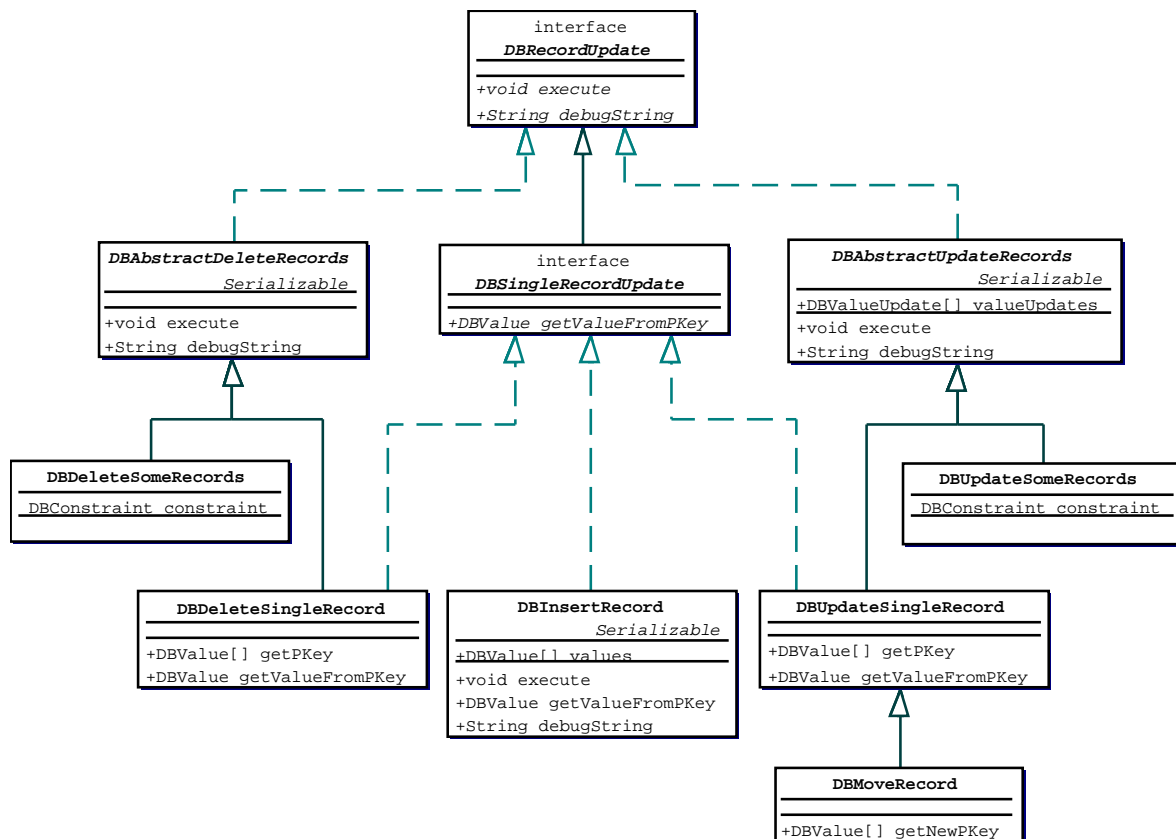 interface
DBRecordUpdate
+void execute
+String debugString
DBAbstractDeleteRecords
Serializable
+void execute
+String debugString
interface
DBSingleRecordUpdate
+DBValue getValueFromPKey
DBAbstractUpdateRecords
Serializable
+DBValueUpdate[] valueUpdates
+void execute
+String debugString
DBDeleteSomeRecords
DBConstraint constraint
DBUpdateSomeRecords
DBConstraint constraint
DBDeleteSingleRecord
+DBValue[] getPKey
+DBValue getValueFromPKey
DBInsertRecord
Serializable
+DBValue[] values
+void execute
+DBValue getValueFromPKey
+String debugString
DBUpdateSingleRecord
+DBValue[] getPKey
+DBValue getValueFromPKey
DBMoveRecord
+DBValue[] getNewPKey